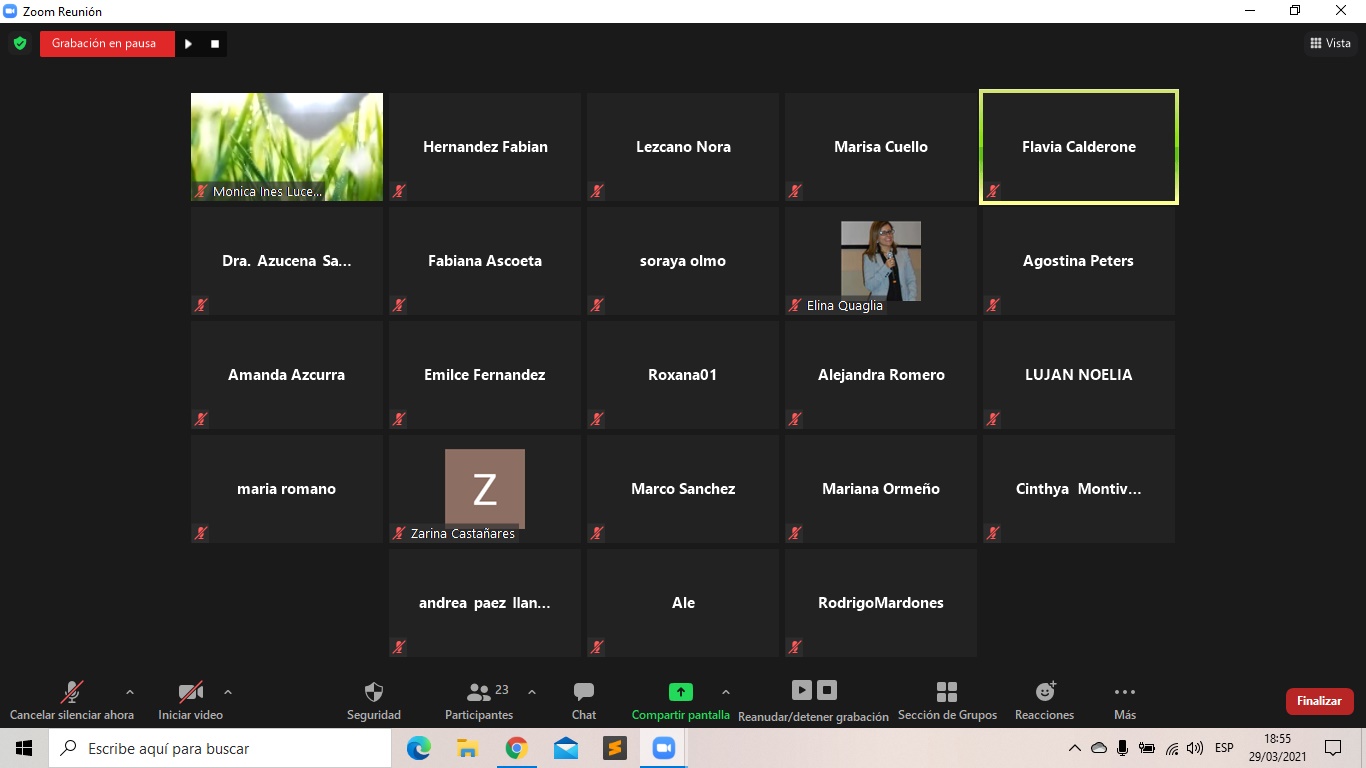 Zoom Reunión
Grabación en pausa
Vista
Monica Ines Luce...
Hernandez Fabian
Lezcano Nora
Marisa Cuello
Flavia Calderone
Dra. Azucena Sa...
Fabiana Ascoeta
soraya olmo
Elina Quaglia
Agostina Peters
Amanda Azcurra
Emilce Fernandez
Roxana01
Alejandra Romero
LUJAN NOELIA
maria romano
Z
Zarina Castañares
Marco Sanchez
Mariana Ormeño
Cinthya Montiv...
andrea paez llan...
Ale
RodrigoMardones
Cancelar silenciar ahora
Iniciar video
Seguridad
23
Participantes
Chat
Compartir pantalla
Reanudar/detener grabación
Sección de Grupos
Reacciones
Más
Finalizar
Escribe aquí para buscar
ESP
18:55
29/03/2021